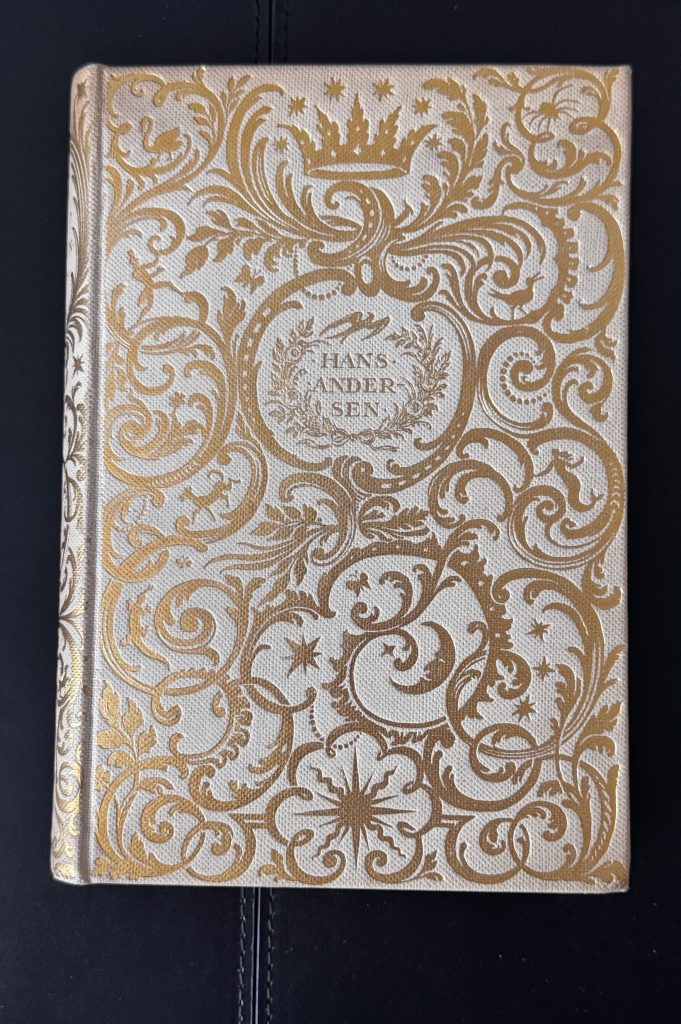 HANS·
ANDER-
SEN·